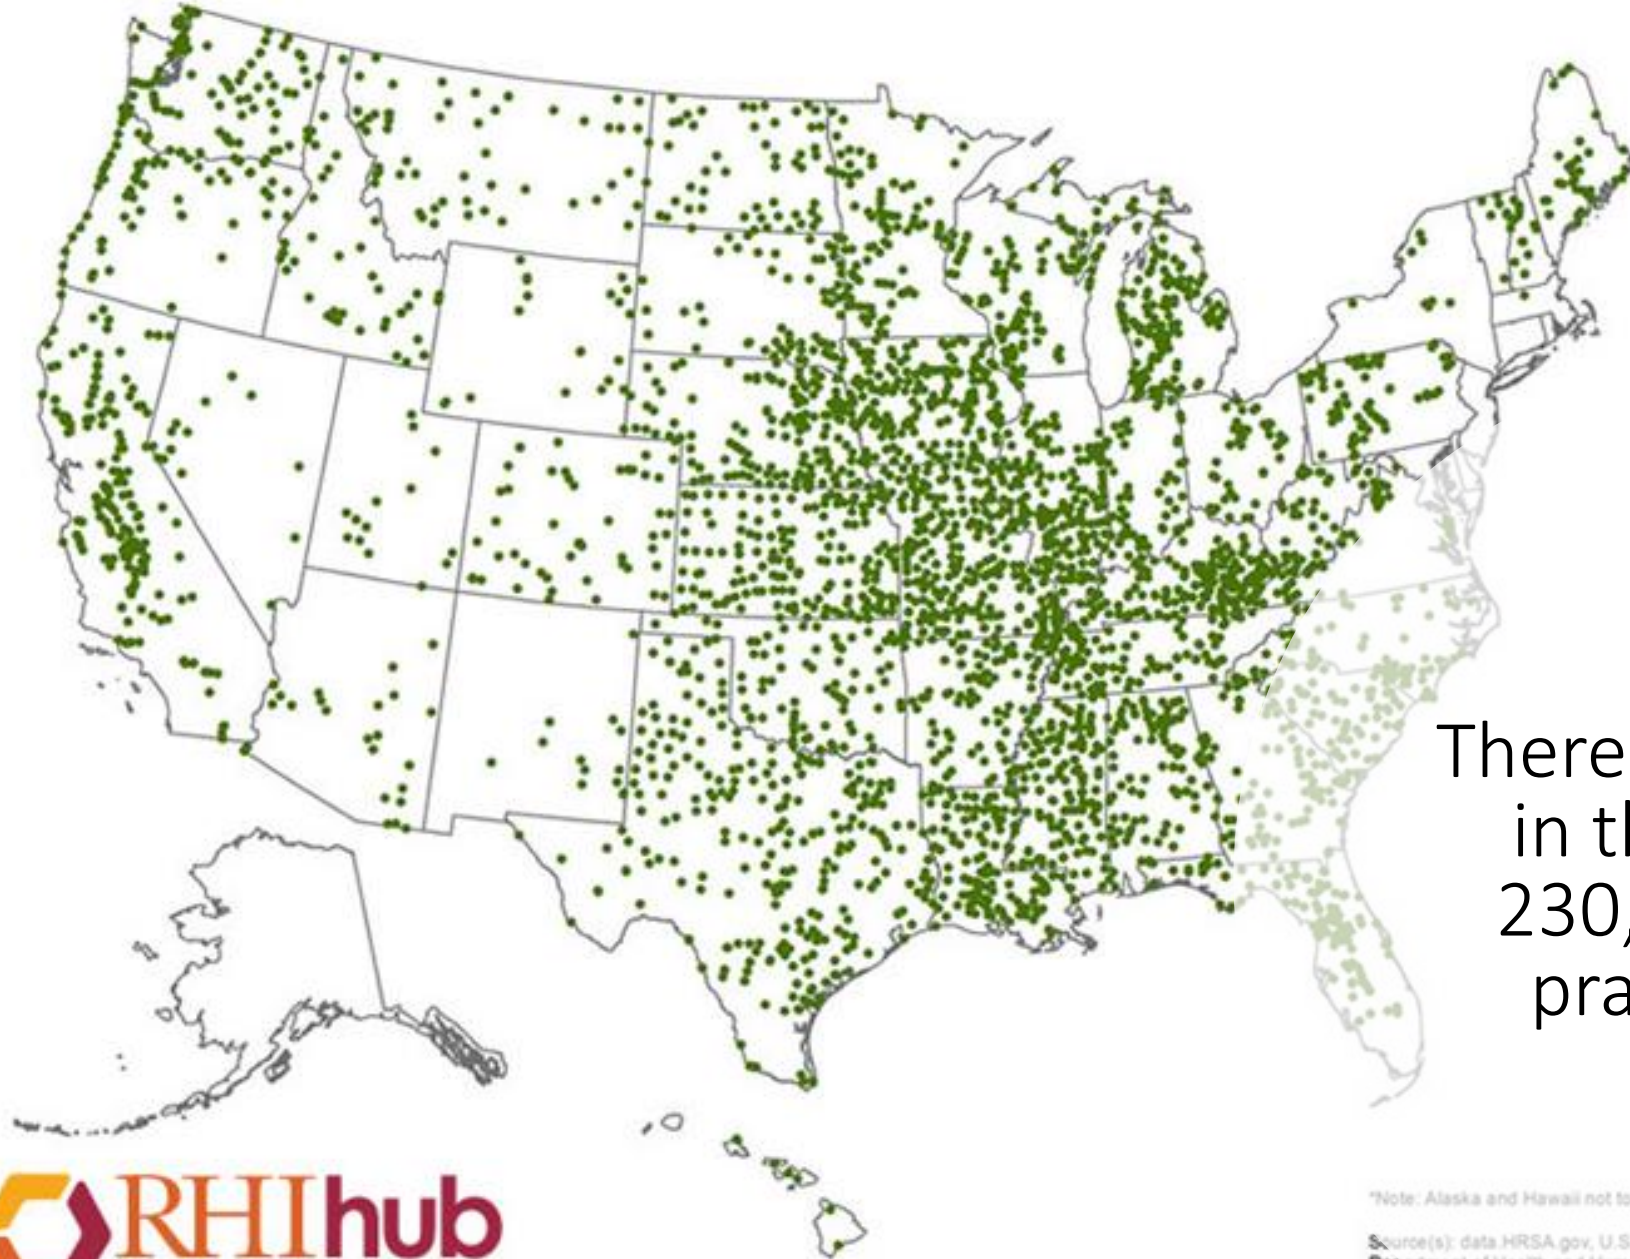 There
in th
230,
pra
RHIhub
*Note: Alaska and Hawaii not to
Source(s): data.HRSA.gov, U.S